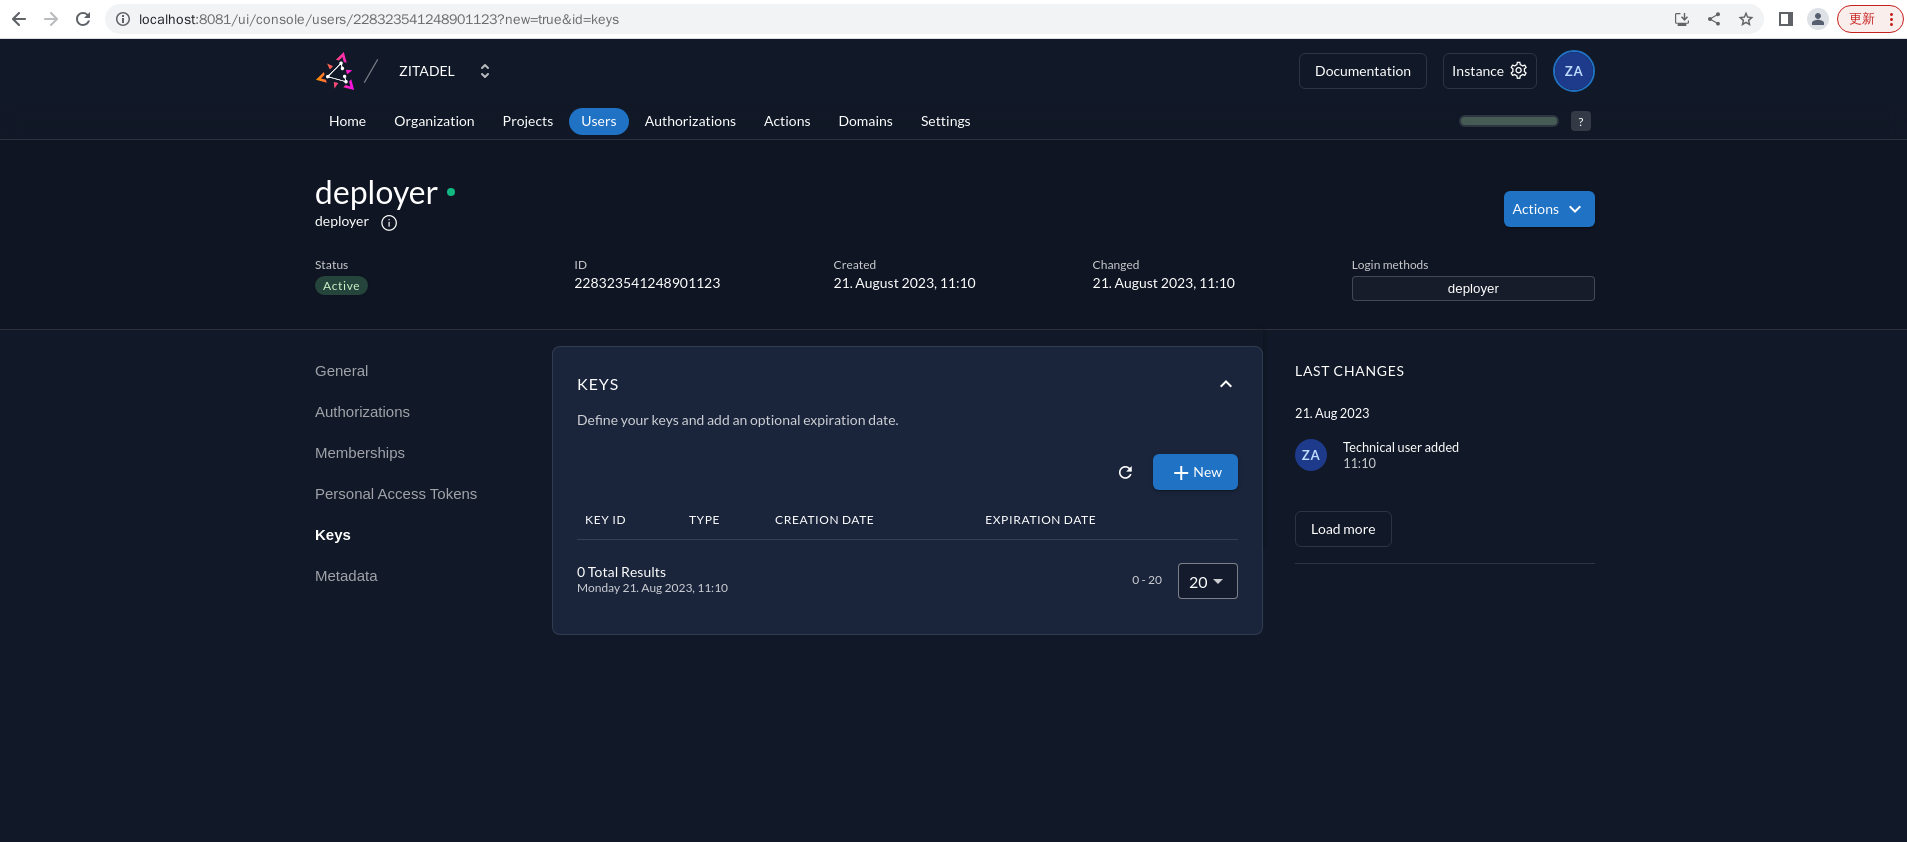 localhost:8081/ui/console/users/228323541248901123?new=true&id=keys
更新
ZITADEL
Documentation
Instance
ZA
Home
Organization
Projects
Users
Authorizations
Actions
Domains
Settings
?
deployer
deployer
Actions
Status
Active
ID
228323541248901123
Created
21. August 2023, 11:10
Changed
21. August 2023, 11:10
Login methods
deployer
General
Authorizations
Memberships
Personal Access Tokens
Keys
Metadata
KEYS
Define your keys and add an optional expiration date.
New
KEY ID
TYPE
CREATION DATE
EXPIRATION DATE
0 Total Results
Monday 21. Aug 2023, 11:10
0 - 20
20
LAST CHANGES
21. Aug 2023
ZA
Technical user added
11:10
Load more